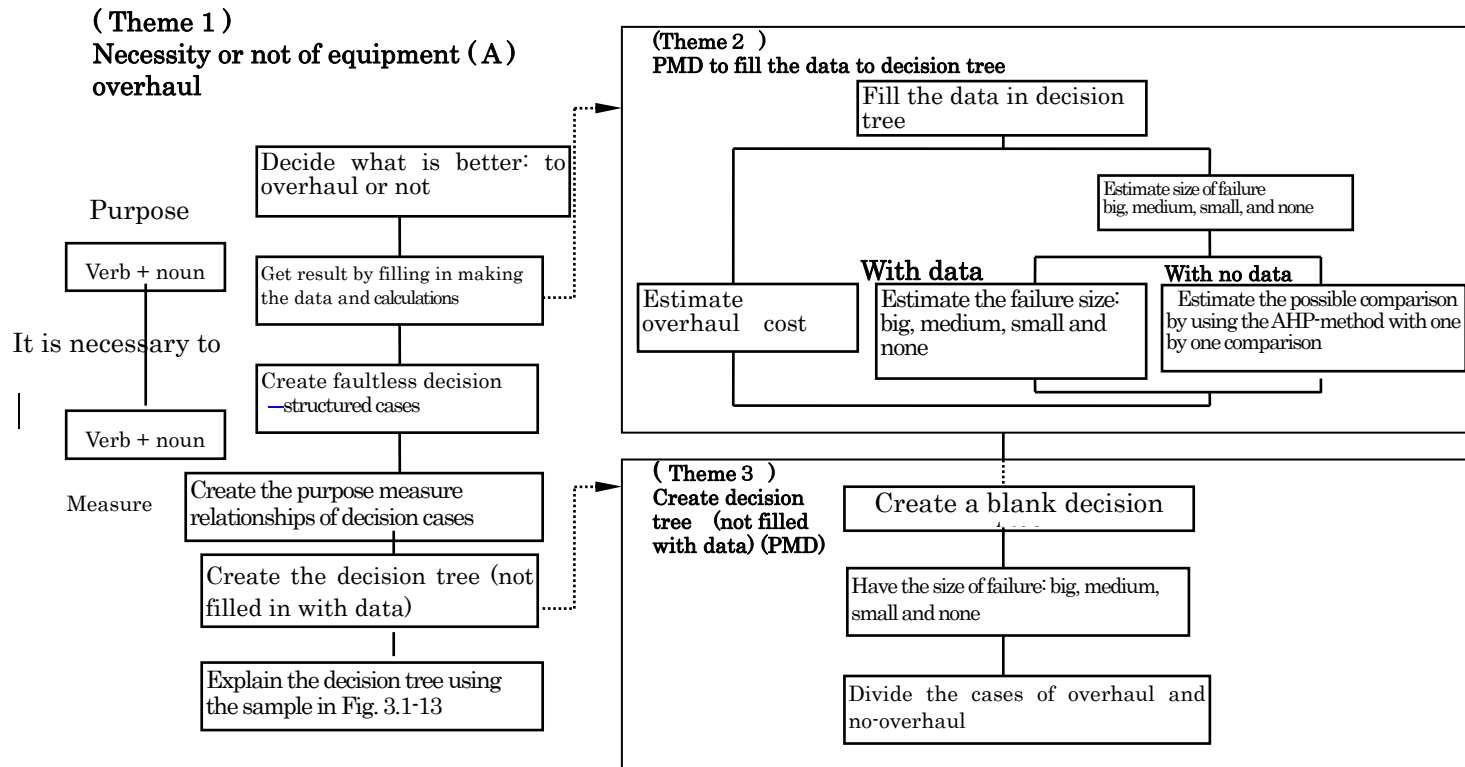 ( Theme 1 )
Necessity or not of equipment ( A )
overhaul
Purpose
Verb + noun
It is necessary to
Verb + noun
Measure
Decide what is better: to
overhaul or not
Get result by filling in making
the data and calculations
Create faultless decision
—structured cases
Create the purpose measure
relationships of decision cases
Create the decision tree (not
filled in with data)
Explain the decision tree using
the sample in Fig. 3.1-13
(Theme 2 )
PMD to fill the data to decision tree
Fill the data in decision
tree
Estimate size of failure
big, medium, small, and none
With data
With no data
Estimate
overhaul cost
Estimate the failure size:
big, medium, small and
none
Estimate the possible comparison
by using the AHP-method with one
by one comparison
( Theme 3 )
Create decision
tree (not filled
with data) (PMD)
Create a blank decision
Have the size of failure: big, medium,
small and none
Divide the cases of overhaul and
no-overhaul